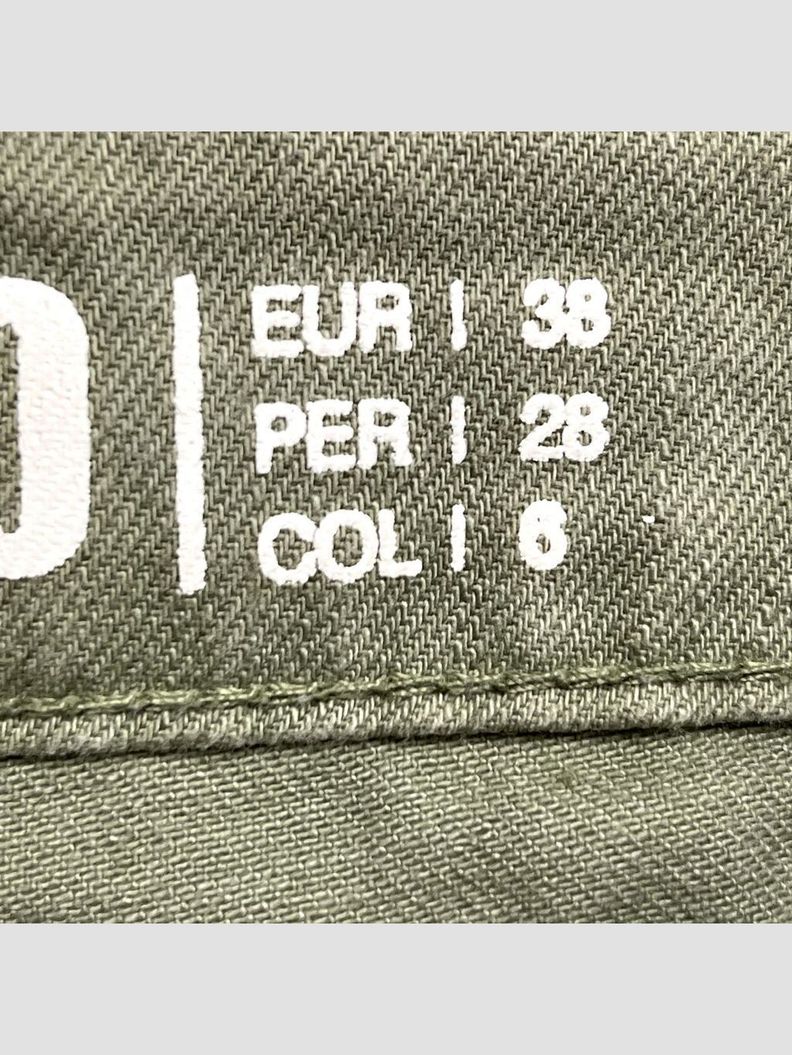 EUR | 38
PER | 28
COL | 6